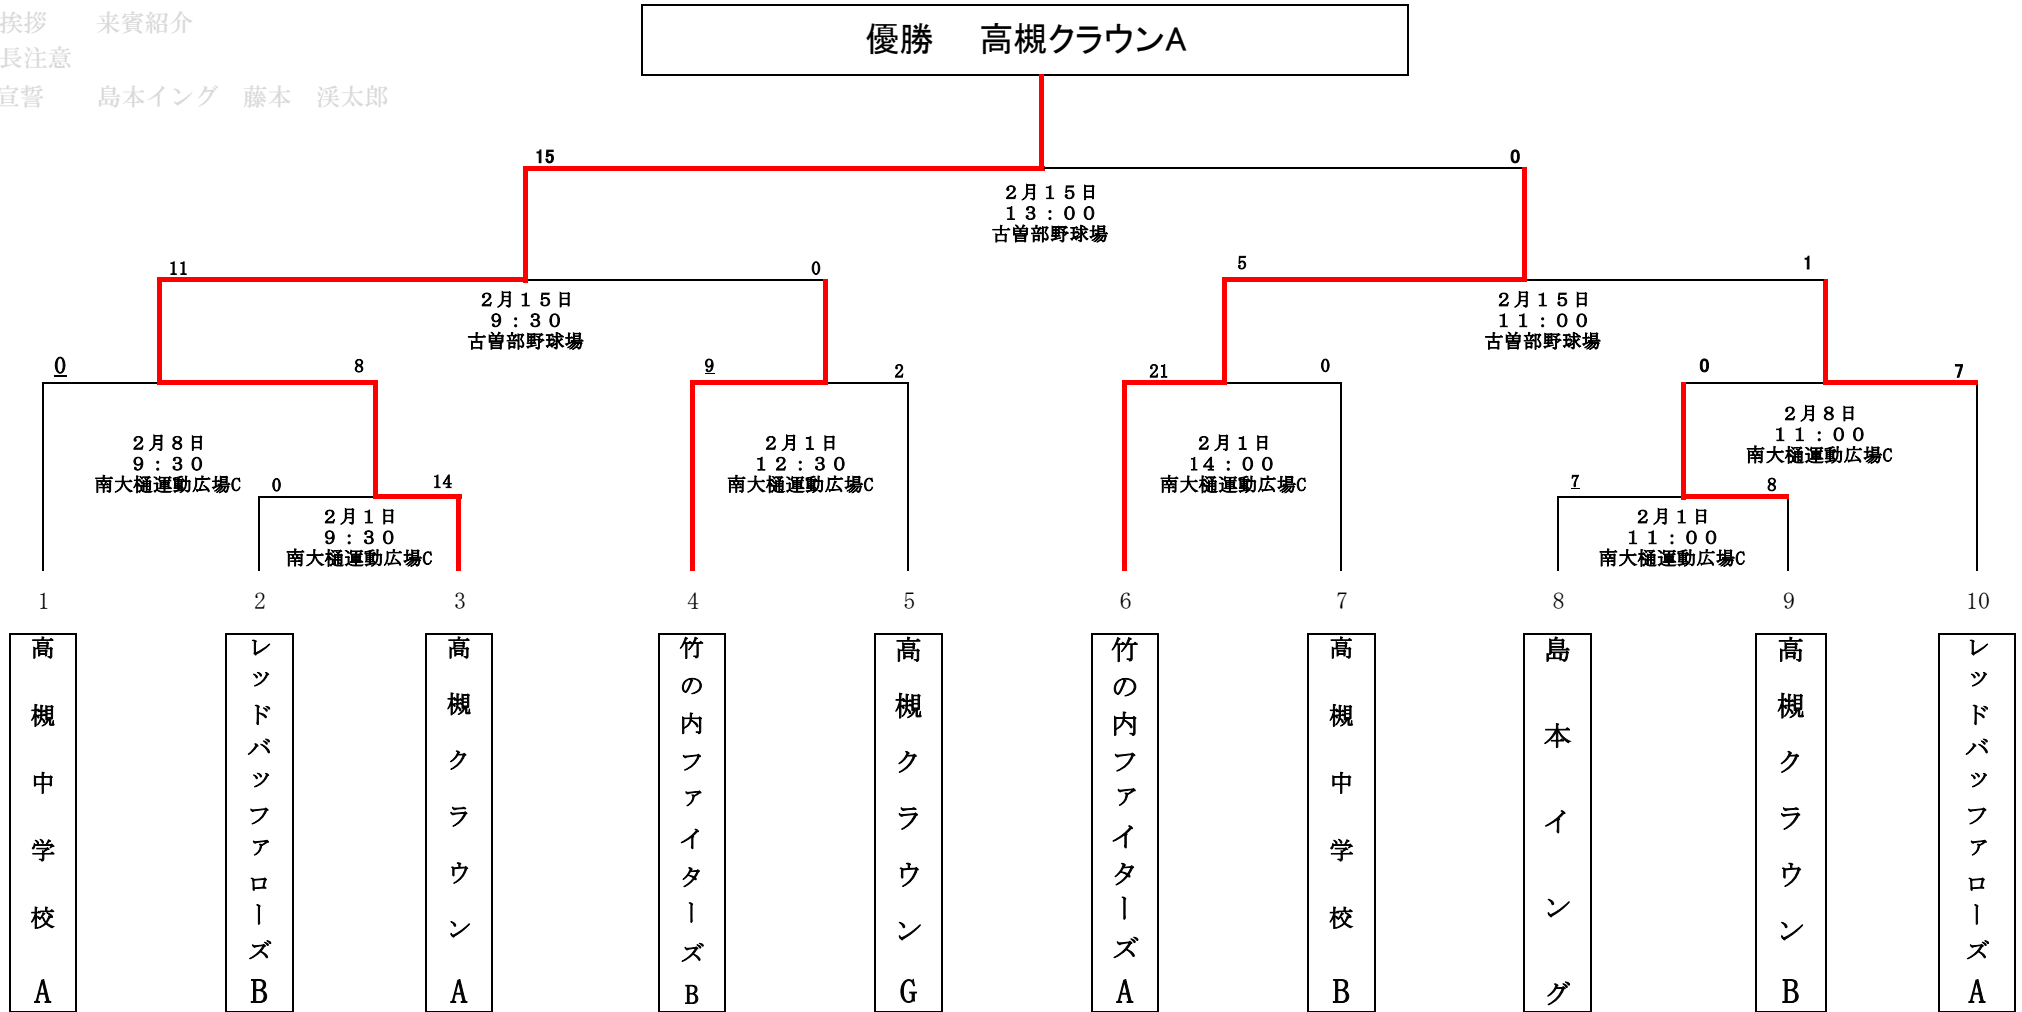 挨拶　　来賓紹介
長注意
宣誓　　島本イング　藤本　渓太郎
優勝　高槻クラウンA
15
0
２月１５日
１３：００
古曽部野球場
11
0
5
1
２月１５日
９：３０
古曽部野球場
２月１５日
１１：００
古曽部野球場
0
8
9
2
21
0
0
7
２月８日
９：３０
南大樋運動広場C
２月１日
１２：３０
南大樋運動広場C
２月１日
１４：００
南大樋運動広場C
２月８日
１１：００
南大樋運動広場C
0
14
7
8
２月１日
９：３０
南大樋運動広場C
２月１日
１１：００
南大樋運動広場C
1
2
3
4
5
6
7
8
9
10
高槻中学校A
レッドバッファローズB
高槻クラウンA
竹の内ファイターズB
高槻クラウンG
竹の内ファイターズA
高槻中学校B
島本イング
高槻クラウンB
レッドバッファローズA